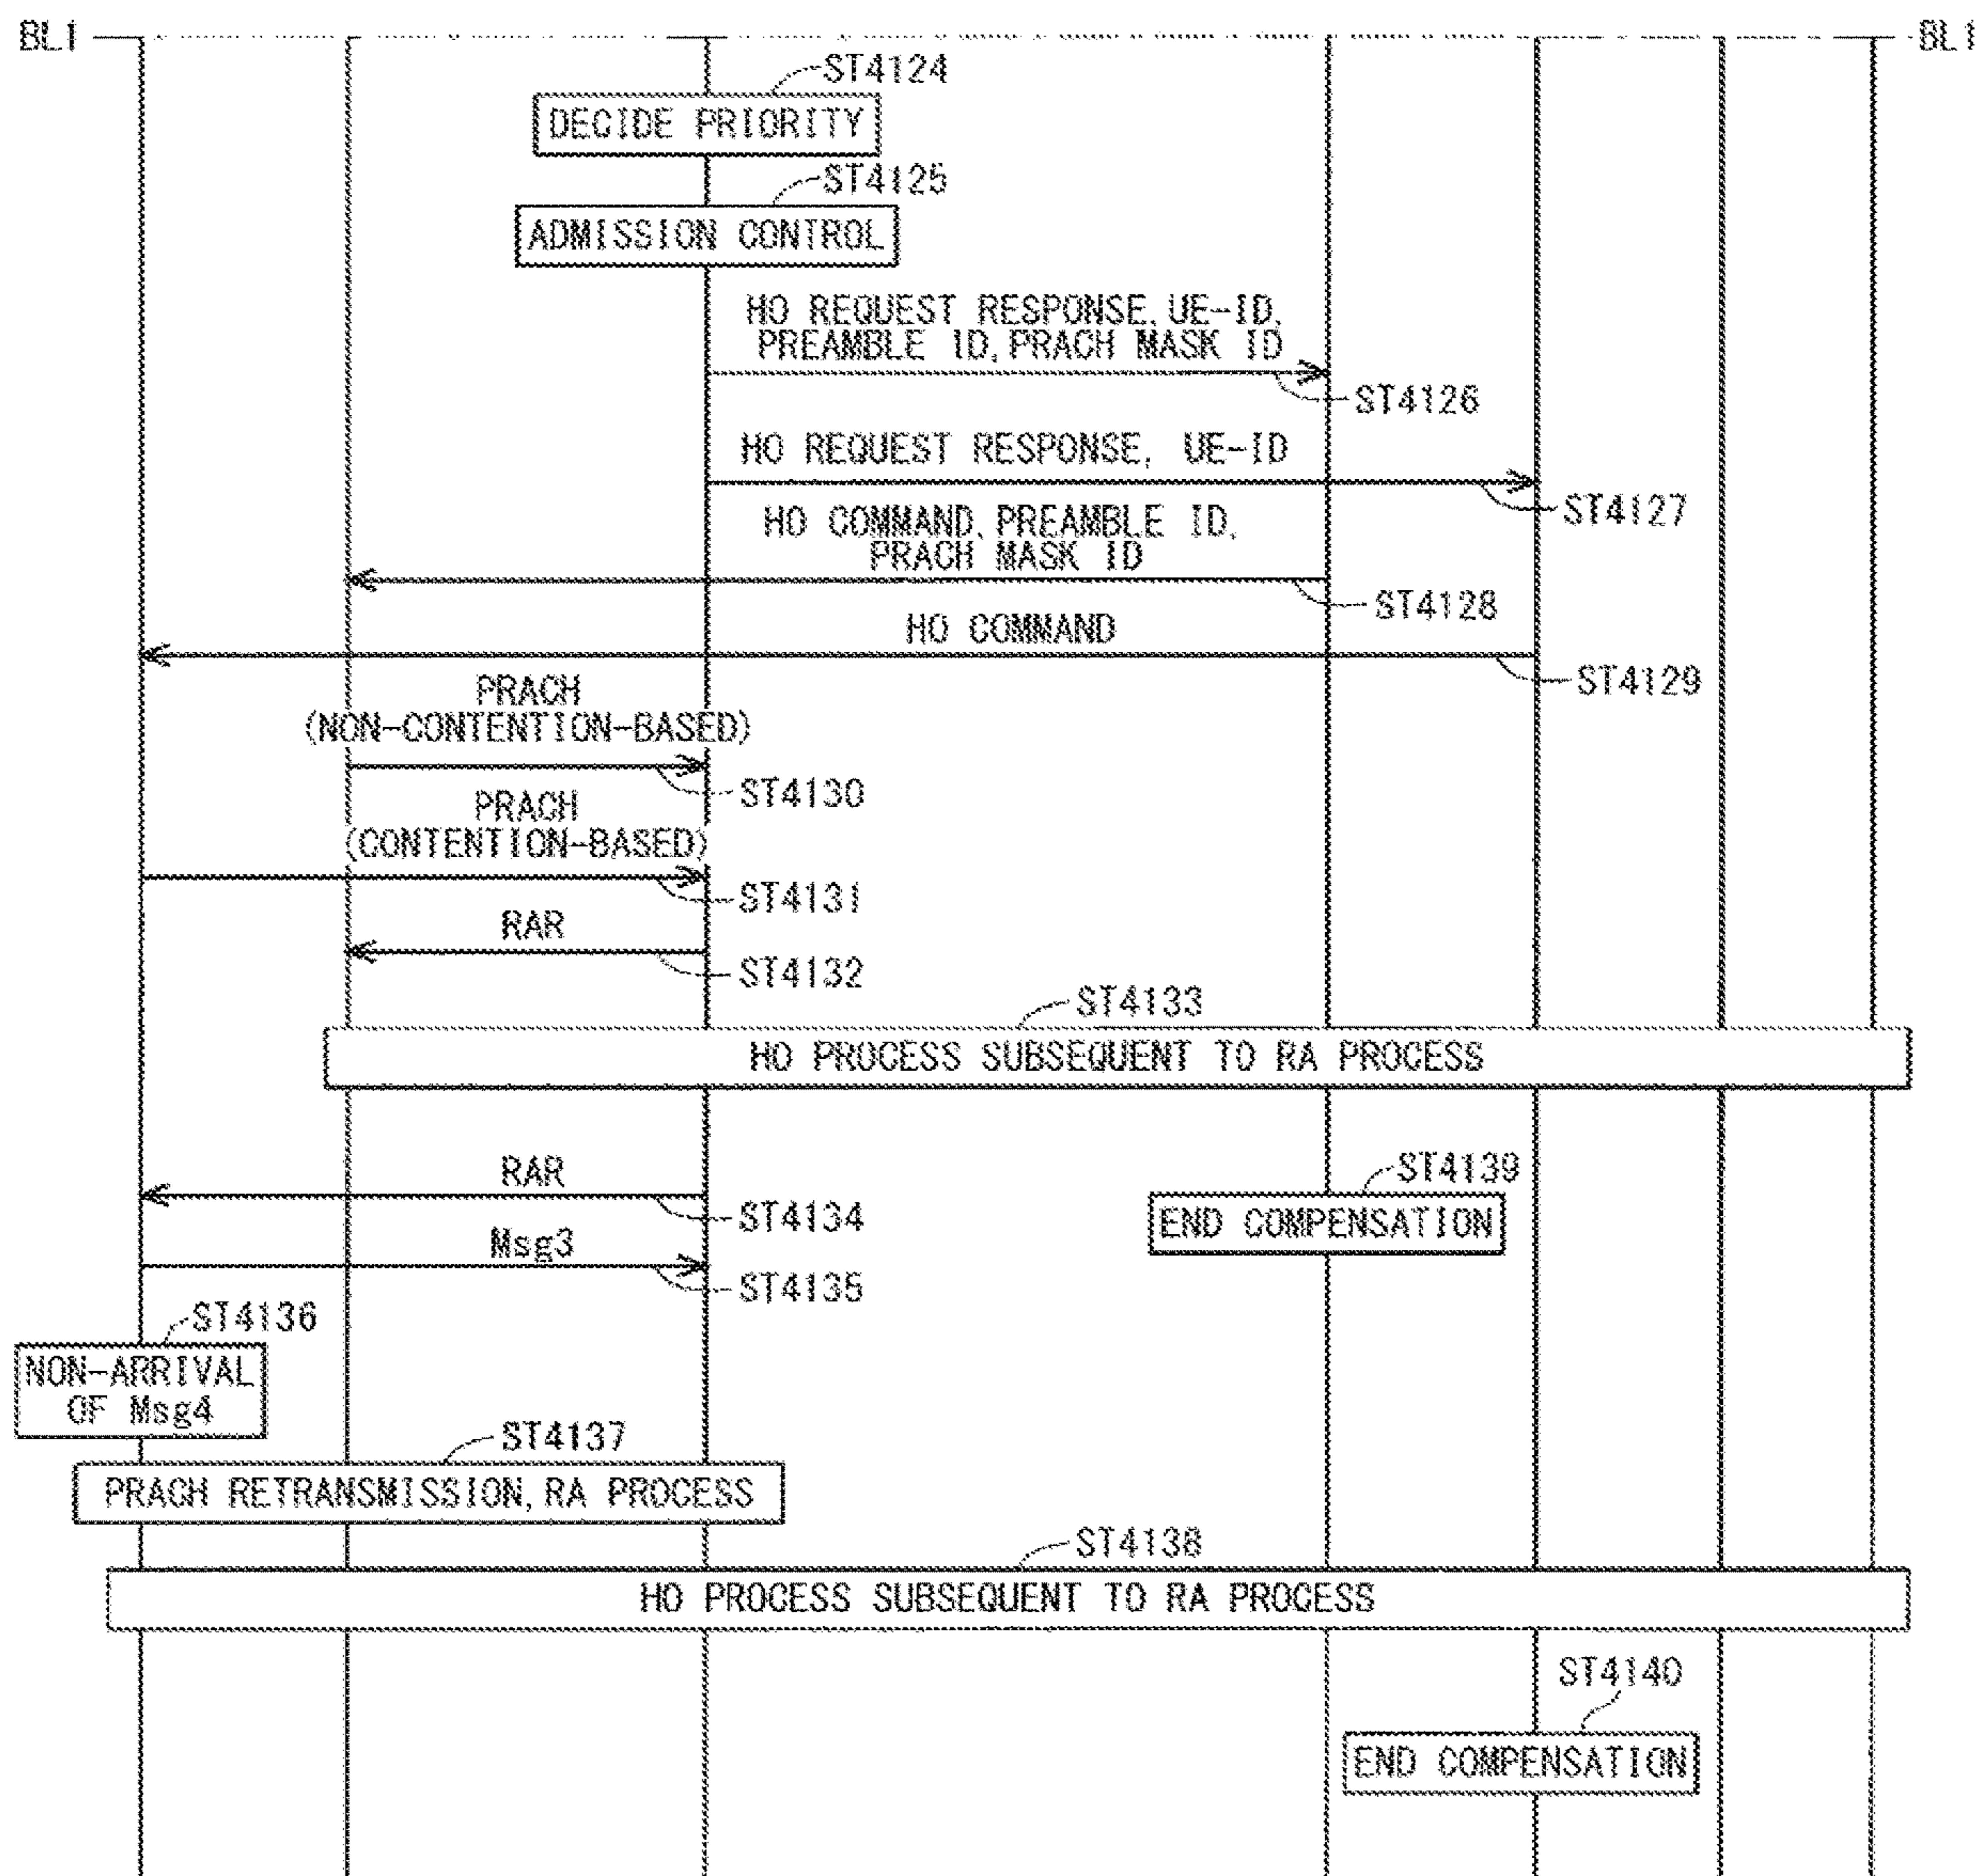 BL1
BL1
ST4124
DECIDE PRIORITY
ST4125
ADMISSION CONTROL
HO REQUEST RESPONSE, UE-ID,
PREAMBLE ID, PRACH MASK ID
ST4126
HO REQUEST RESPONSE, UE-ID
ST4127
HO COMMAND, PREAMBLE ID,
PRACH MASK ID
ST4128
HO COMMAND
ST4129
PRACH
(NON-CONTENTION-BASED)
ST4130
PRACH
(CONTENTION-BASED)
ST4131
RAR
ST4132
ST4133
HO PROCESS SUBSEQUENT TO RA PROCESS
RAR
ST4134
ST4139
END COMPENSATION
Msg3
ST4135
ST4136
NON-ARRIVAL
OF Msg4
ST4137
PRACH RETRANSMISSION, RA PROCESS
ST4138
HO PROCESS SUBSEQUENT TO RA PROCESS
ST4140
END COMPENSATION